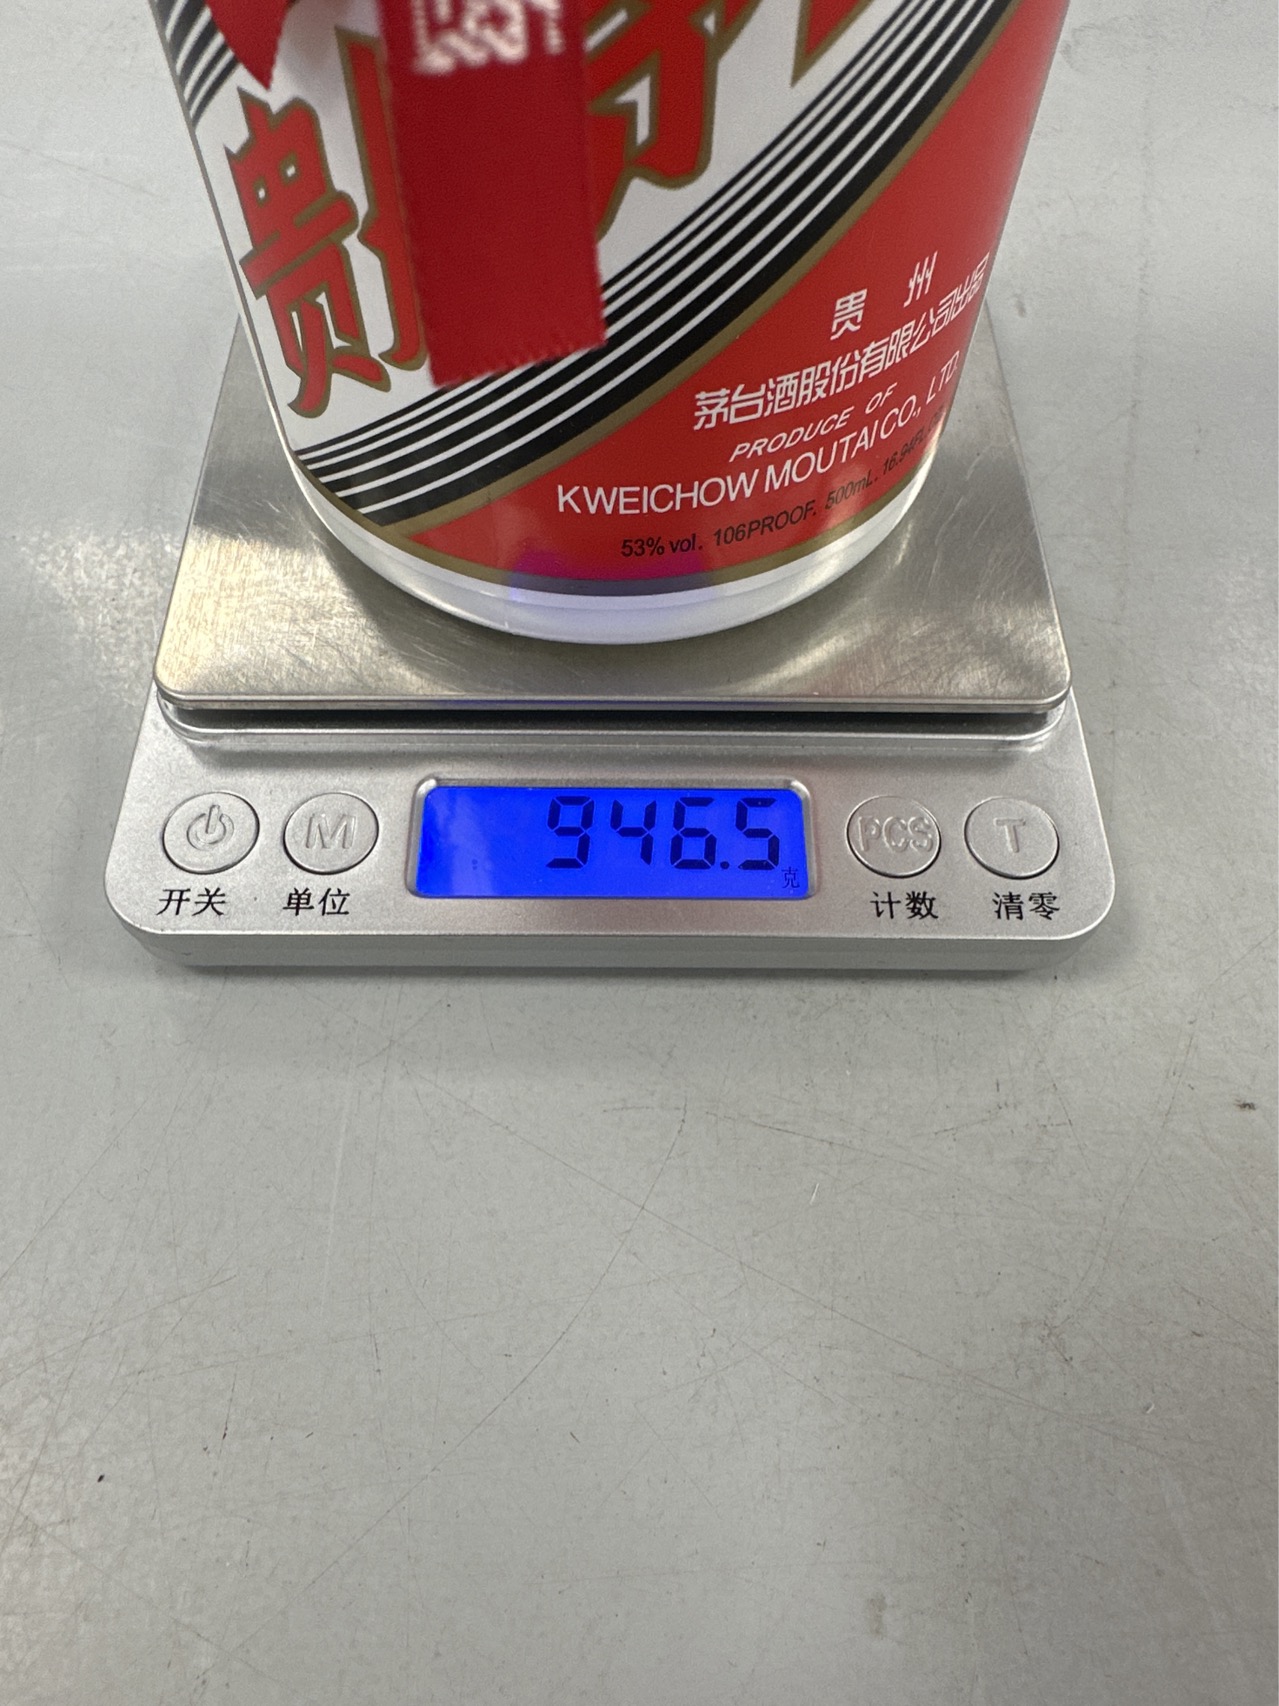 贵
贵 州
茅台酒股份有限公司出品
PRODUCE OF
KWEICHOW MOUTAI CO., LTD.
53% vol. 106PROOF. 500mL.
946.5
克
M
PCS
T
开关
单位
计数
清零